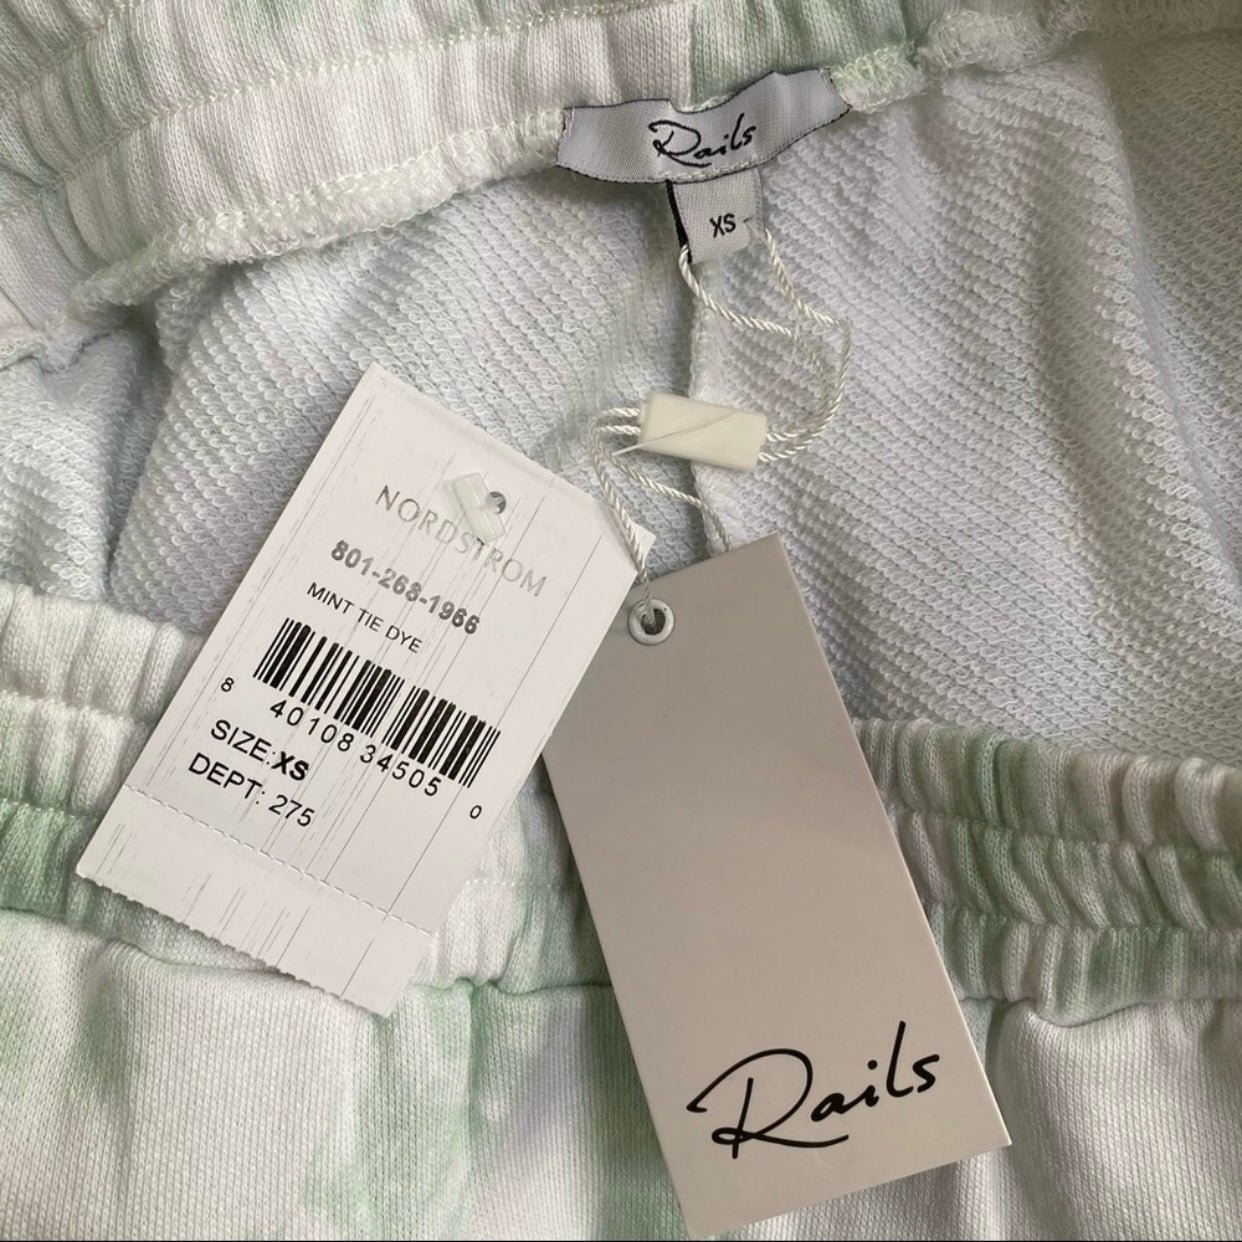 Rails
XS
NORDSTROM
801-268-1966
MINT TIE DYE
8 40108 34505 0
SIZE: XS
DEPT: 275
Rails